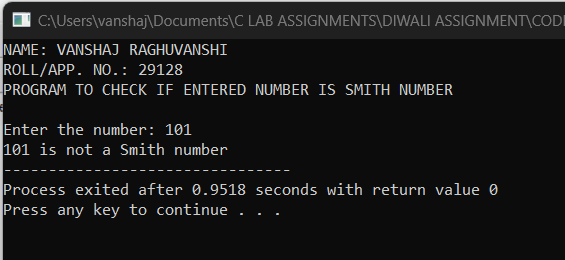 C:\Users\vanshaj\Documents\C LAB ASSIGNMENTS\DIWALI ASSIGNMENT\CODE
NAME: VANSHAJ RAGHUVANSHI
ROLL/APP. NO.: 29128
PROGRAM TO CHECK IF ENTERED NUMBER IS SMITH NUMBER
Enter the number: 101
101 is not a Smith number
--------------------------------
Process exited after 0.9518 seconds with return value 0
Press any key to continue . . .